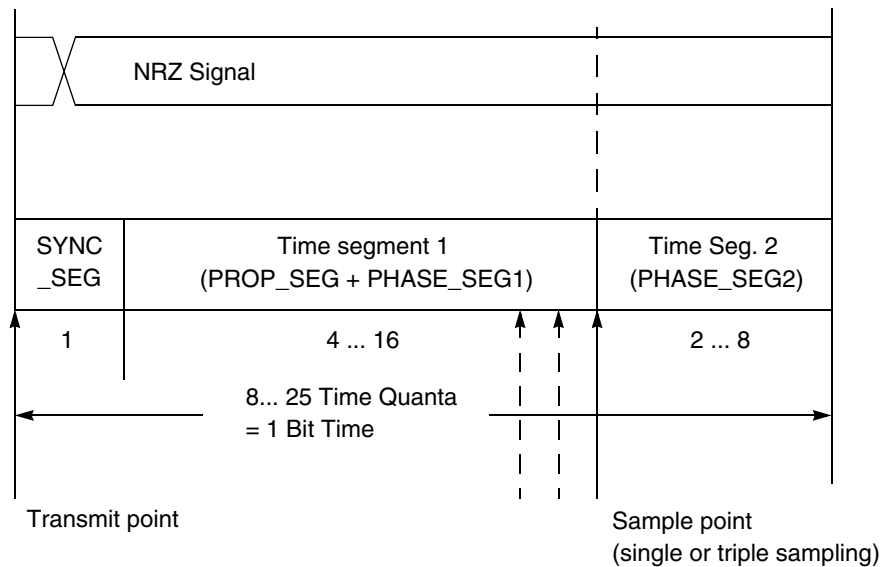 NRZ Signal
SYNC
_SEG
Time segment 1
(PROP_SEG + PHASE_SEG1)
Time Seg. 2
(PHASE_SEG2)
1
4 ... 16
2 ... 8
8... 25 Time Quanta
= 1 Bit Time
Transmit point
Sample point
(single or triple sampling)